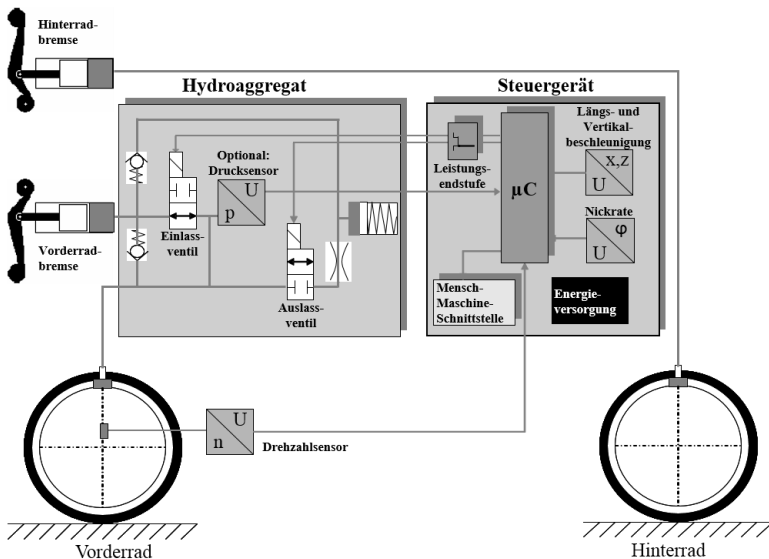 Hinterrad-
bremse
Hydroaggregat
Steuergerät
Optional:
Drucksensor
U
p
Einlass-
ventil
Auslass-
ventil
Vorderrad-
bremse
Leistungs-
endstufe
µC
Längs- und
Vertikal-
beschleunigung
x,z
U
Nickrate
φ
U
Mensch-
Maschine-
Schnittstelle
Energie-
versorgung
U
n
Drehzahlsensor
Vorderrad
Hinterrad